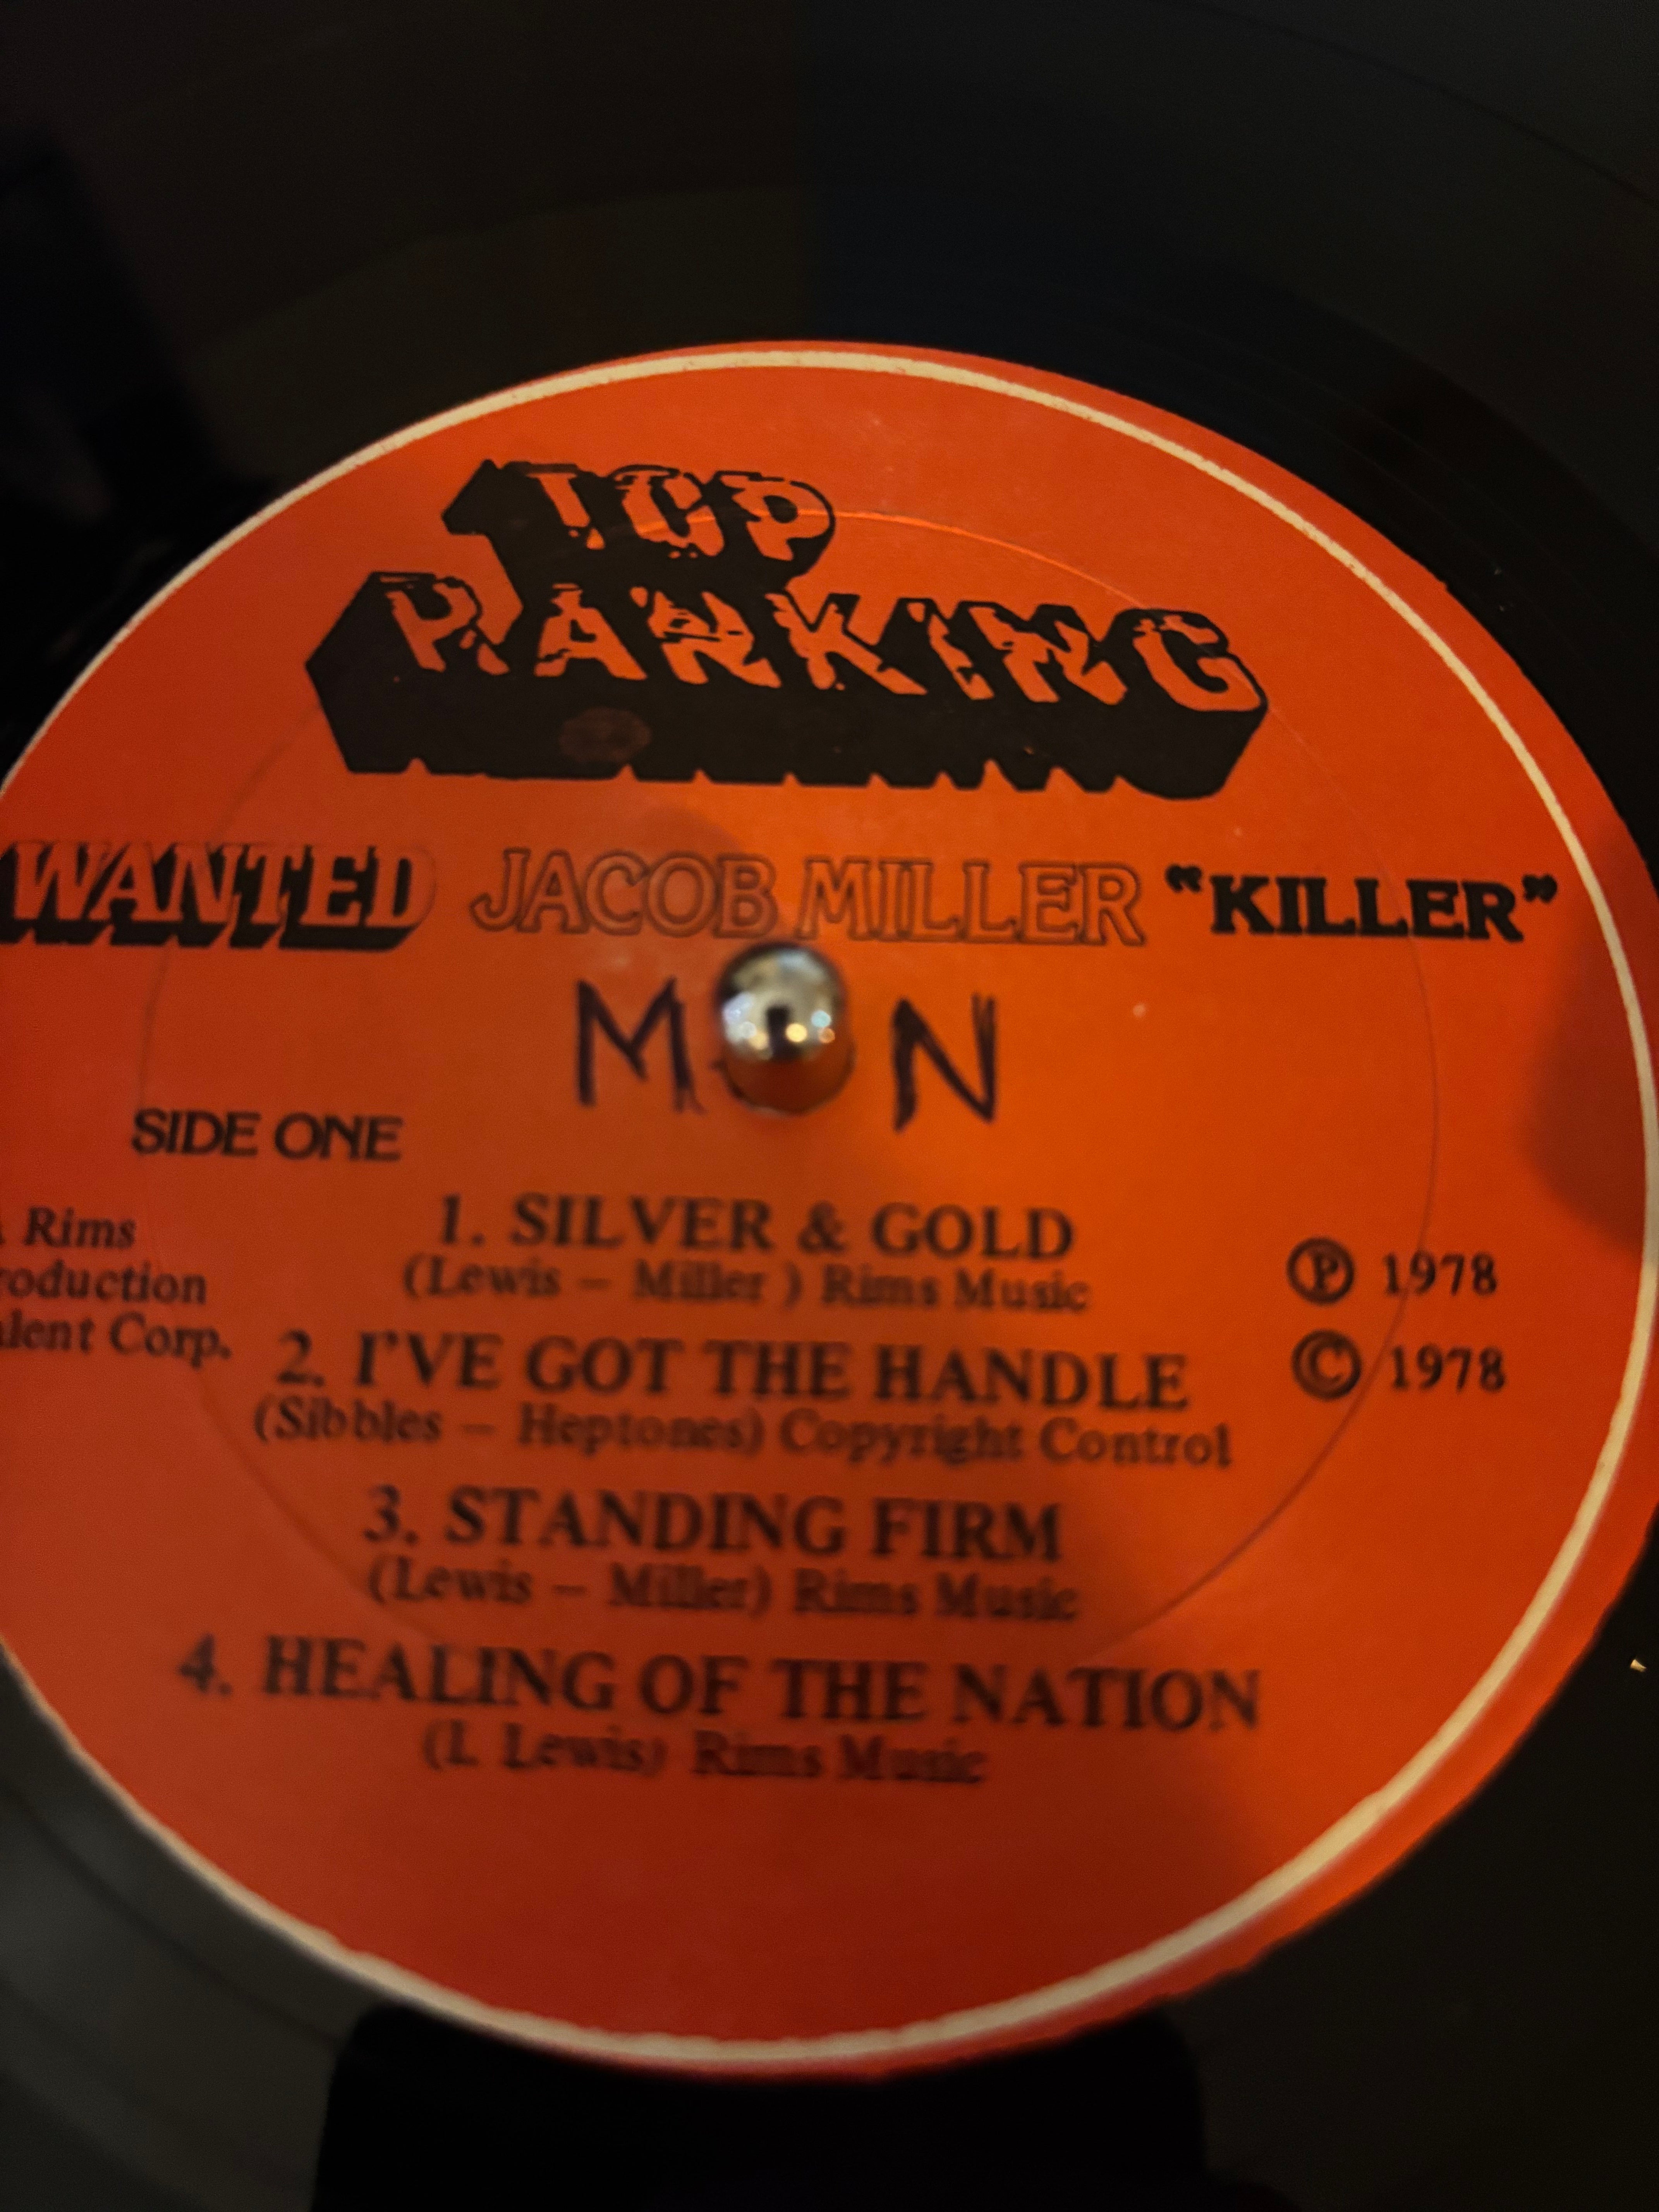 TOP
RANKING
WANTED JACOB MILLER “KILLER”
M N
SIDE ONE
1. SILVER & GOLD
(Lewis – Miller ) Rims Music
Rims
℗ 1978
2. I'VE GOT THE HANDLE
(Sibbles – Heptones) Copyright Control
Corp.
© 1978
3. STANDING FIRM
(Lewis – Miller) Rims Music
4. HEALING OF THE NATION
(I. Lewis) Rims Music